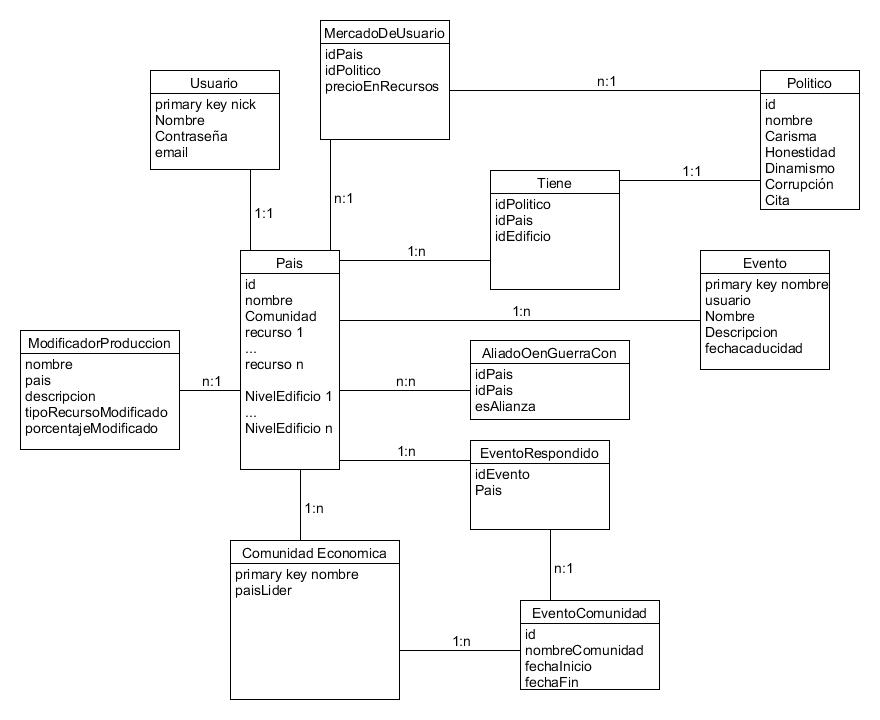 MercadoDeUsuario
idPais
idPolitico
precioEnRecursos
n:1
Usuario
primary key nick
Nombre
Contraseña
email
Politico
id
nombre
Carisma
Honestidad
Dinamismo
Corrupción
Cita
Tiene
idPolitico
idPais
idEdificio
1:1
1:1
n:1
1:n
Pais
id
nombre
Comunidad
recurso 1
...
recurso n
NivelEdificio 1
...
NivelEdificio n
Evento
primary key nombre
usuario
Nombre
Descripcion
fechacaducidad
1:n
ModificadorProduccion
nombre
pais
descripcion
tipoRecursoModificado
porcentajeModificado
n:1
AliadoOenGuerraCon
idPais
idPais
esAlianza
n:n
EventoRespondido
idEvento
Pais
1:n
1:n
Comunidad Economica
primary key nombre
paisLider
n:1
EventoComunidad
id
nombreComunidad
fechaInicio
fechaFin
1:n